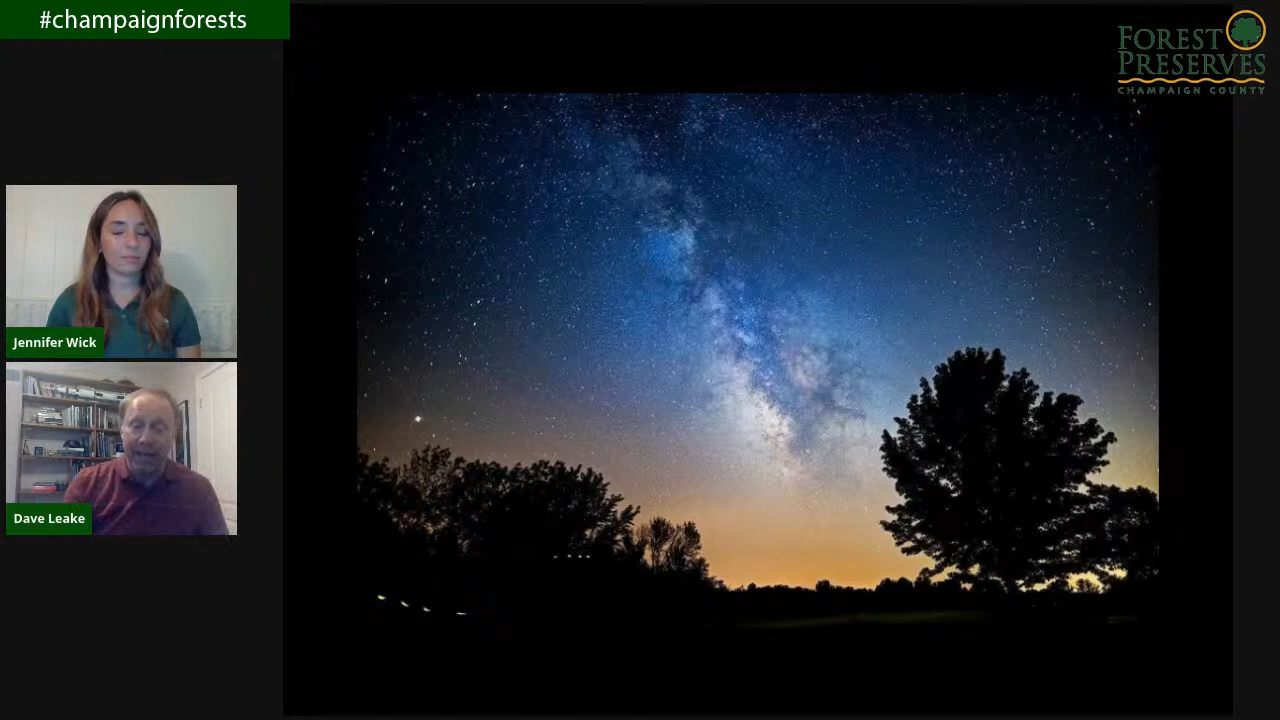 #champaignforests
FOREST
PRESERVES
CHAMPAIGN COUNTY
Jennifer Wick
Dave Leake